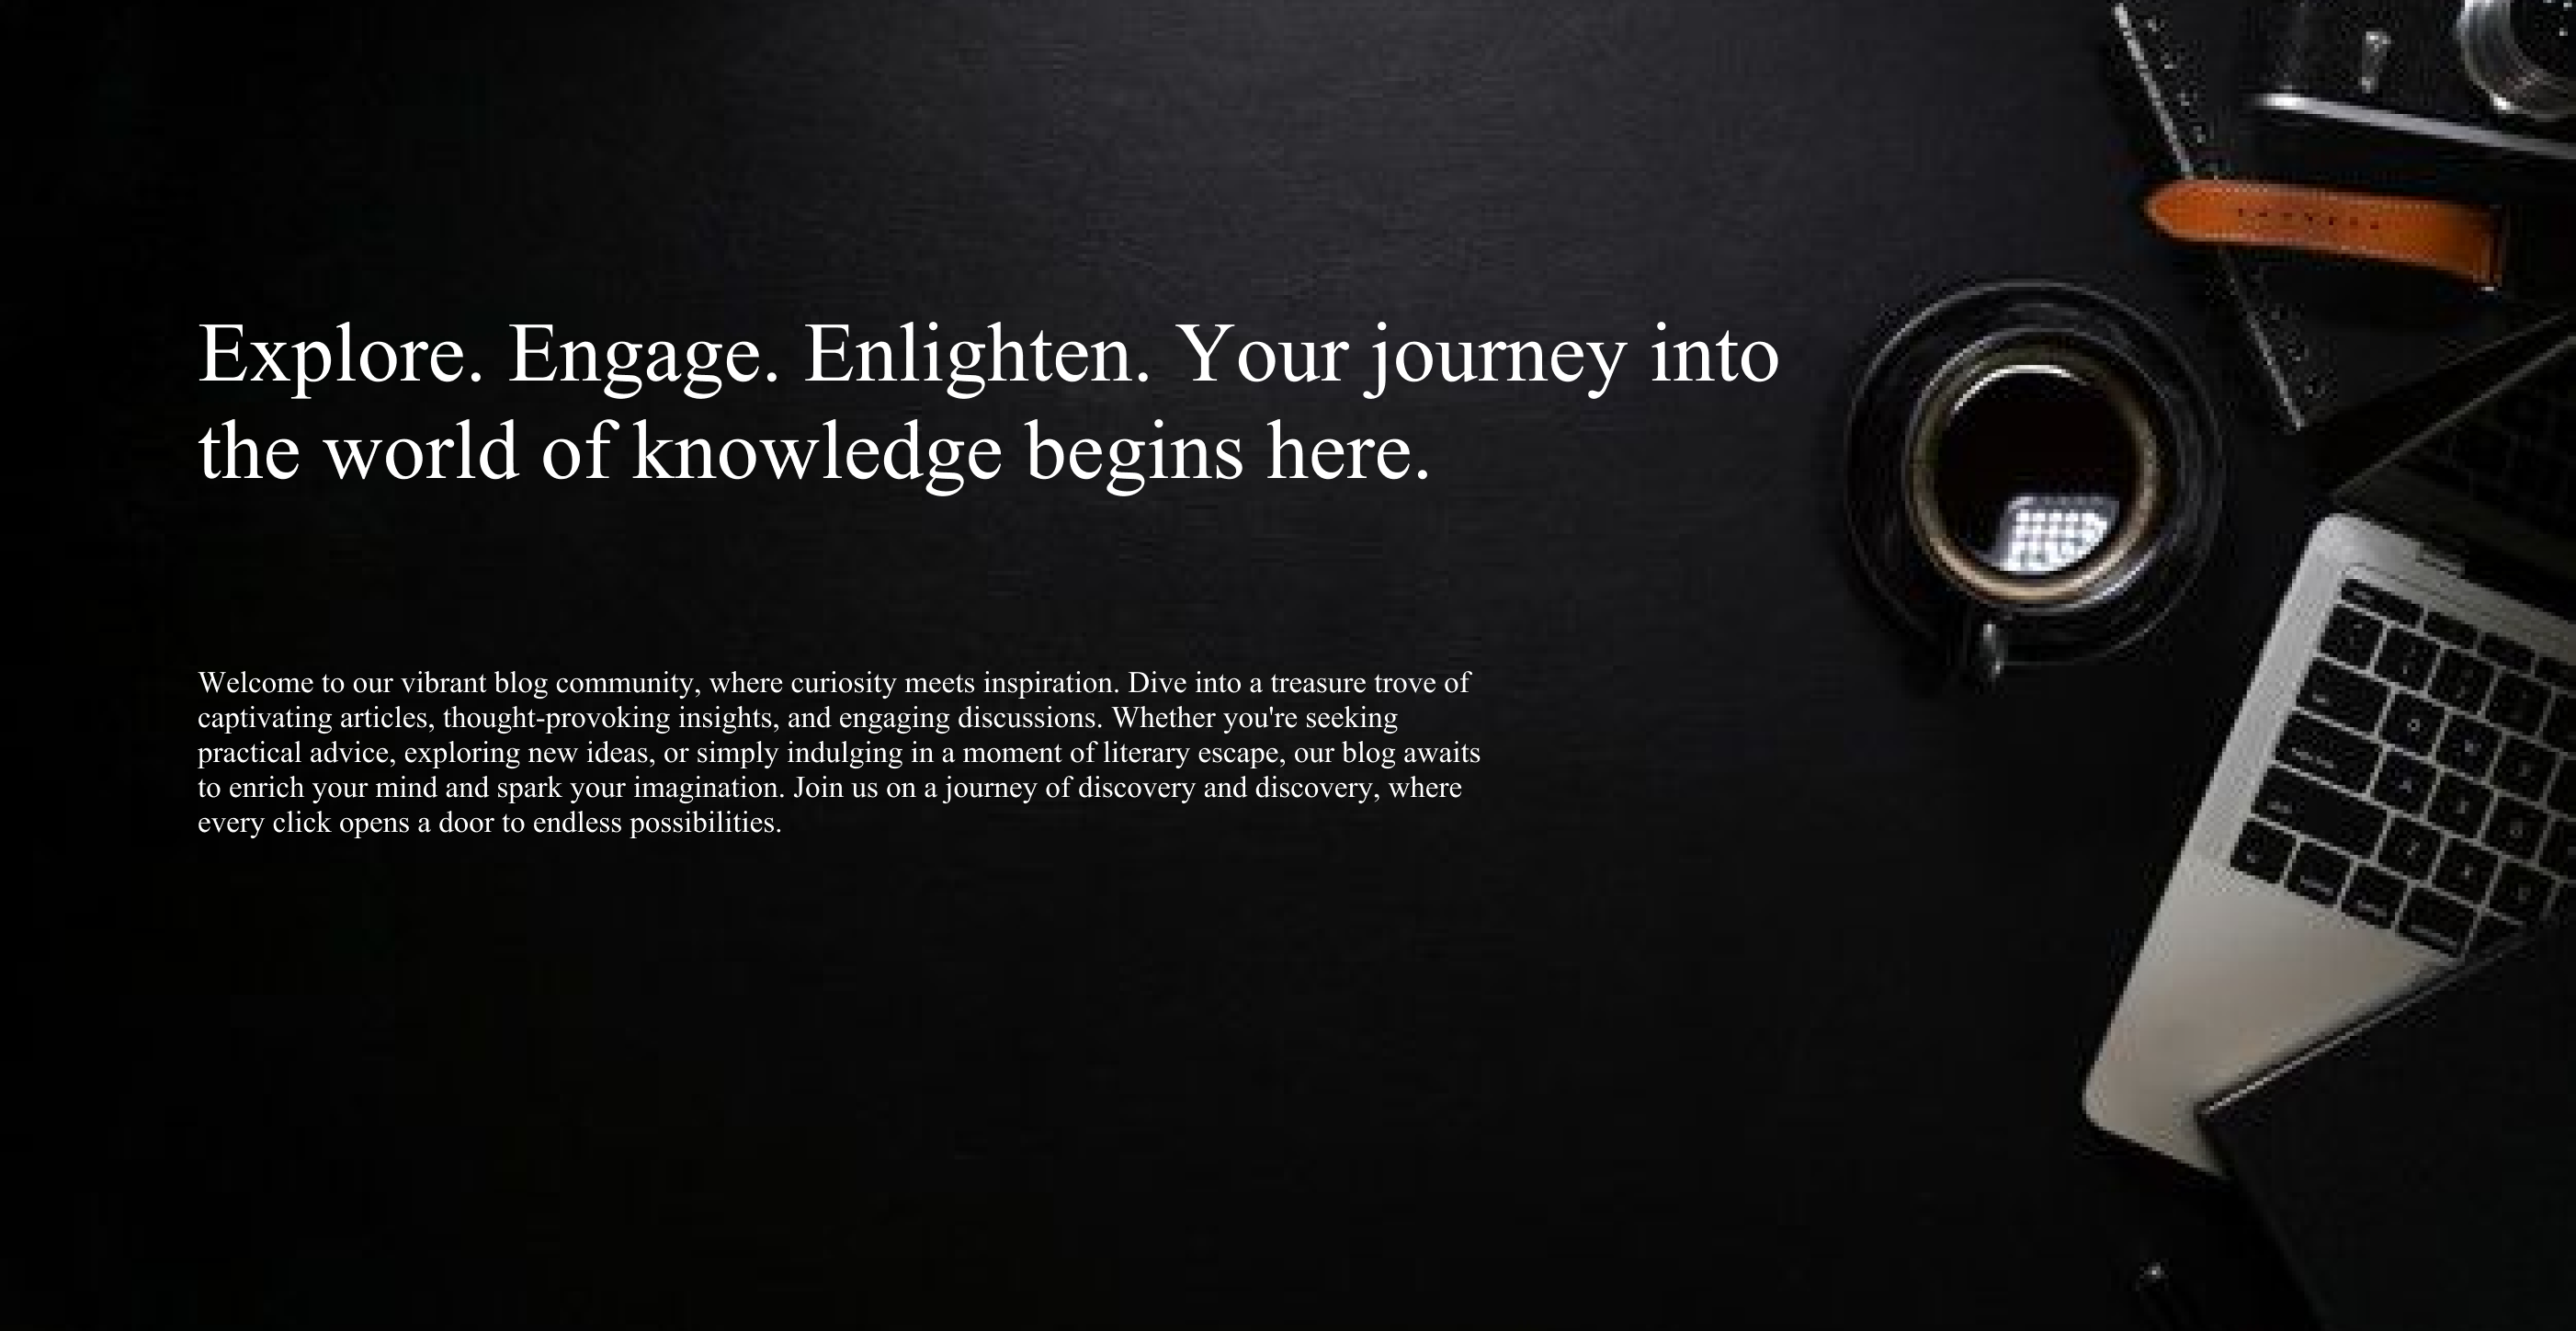 Explore. Engage. Enlighten. Your journey into
the world of knowledge begins here.
Welcome to our vibrant blog community, where curiosity meets inspiration. Dive into a treasure trove of
captivating articles, thought-provoking insights, and engaging discussions. Whether you're seeking
practical advice, exploring new ideas, or simply indulging in a moment of literary escape, our blog awaits
to enrich your mind and spark your imagination. Join us on a journey of discovery and discovery, where
every click opens a door to endless possibilities.